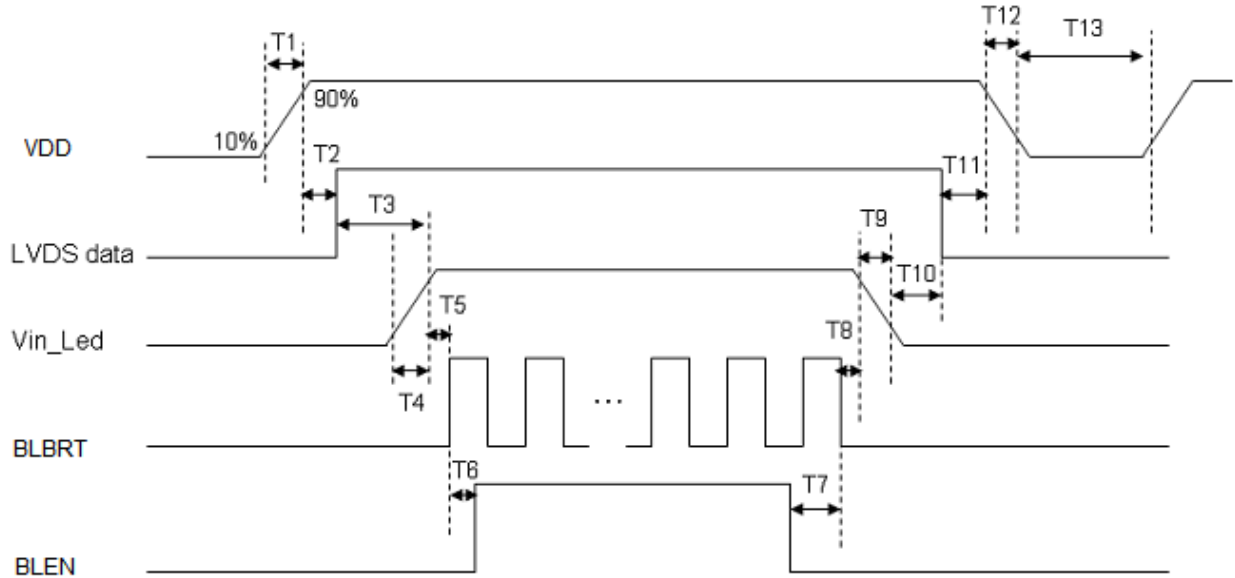 T12
T1
T13
90%
10%
VDD
T2
T11
T3
T9
LVDS data
T10
T5
Vin_Led
T8
T4
...
BLBRT
T6
T7
BLEN